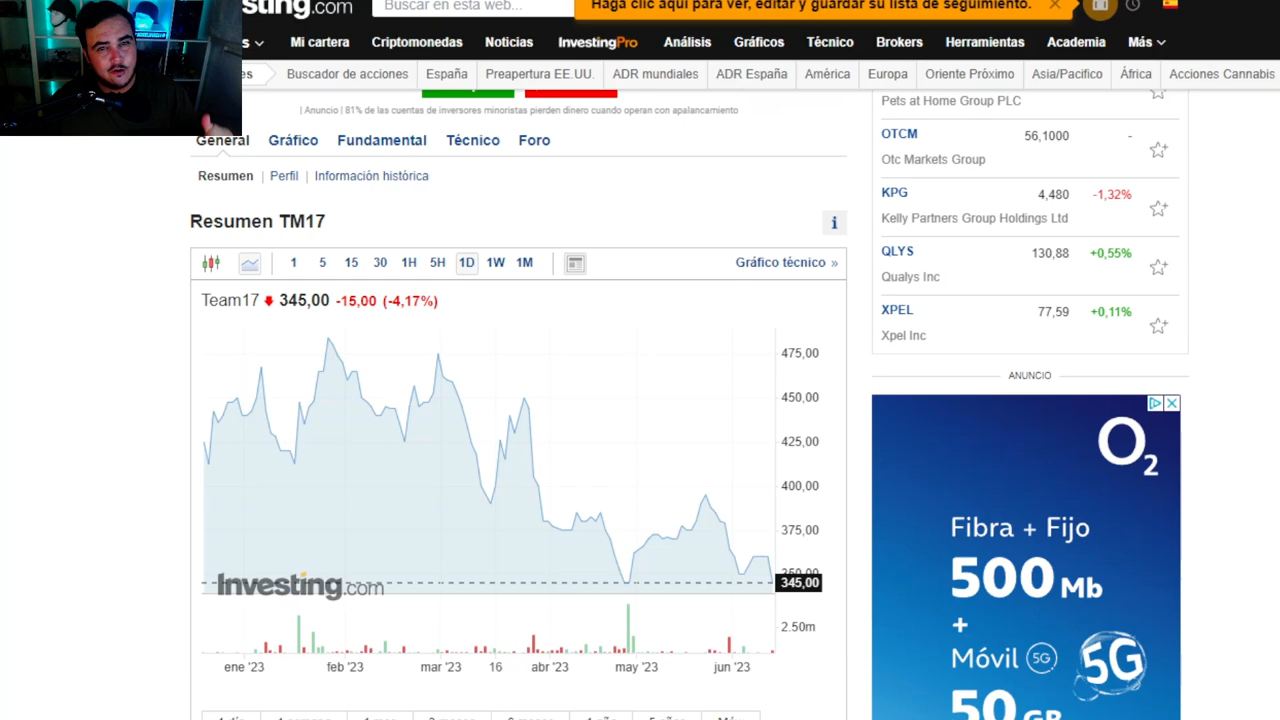 sting.com
Buscar en esta web...
Haga clic aquí para ver, editar y guardar su lista de seguimiento.
s
Mi cartera
Criptomonedas
Noticias
InvestingPro
Análisis
Gráficos
Técnico
Brokers
Herramientas
Academia
Más
es
Buscador de acciones
España
Preapertura EE.UU.
ADR mundiales
ADR España
América
Europa
Oriente Próximo
Asia/Pacífico
África
Acciones Cannabis
| Anuncio | 81% de las cuentas de inversores minoristas pierden dinero cuando operan con apalancamiento
General
Gráfico
Fundamental
Técnico
Foro
Resumen | Perfil | Información histórica
Resumen TM17
i
1
5
15
30
1H
5H
1D
1W
1M
Gráfico técnico »
Team17 345,00 -15,00 (-4,17%)
475,00
450,00
425,00
400,00
375,00
350,00
345,00
Investing.com
2.50m
ene '23
feb '23
mar '23
16
abr '23
may '23
jun '23
Pets at Home Group PLC
OTCM 56,1000 -
Otc Markets Group
KPG 4,480 -1,32%
Kelly Partners Group Holdings Ltd
QLYS 130,88 +0,55%
Qualys Inc
XPEL 77,59 +0,11%
Xpel Inc
ANUNCIO
O2
Fibra + Fijo
500 Mb
+
Móvil 5G
5G
50 GB